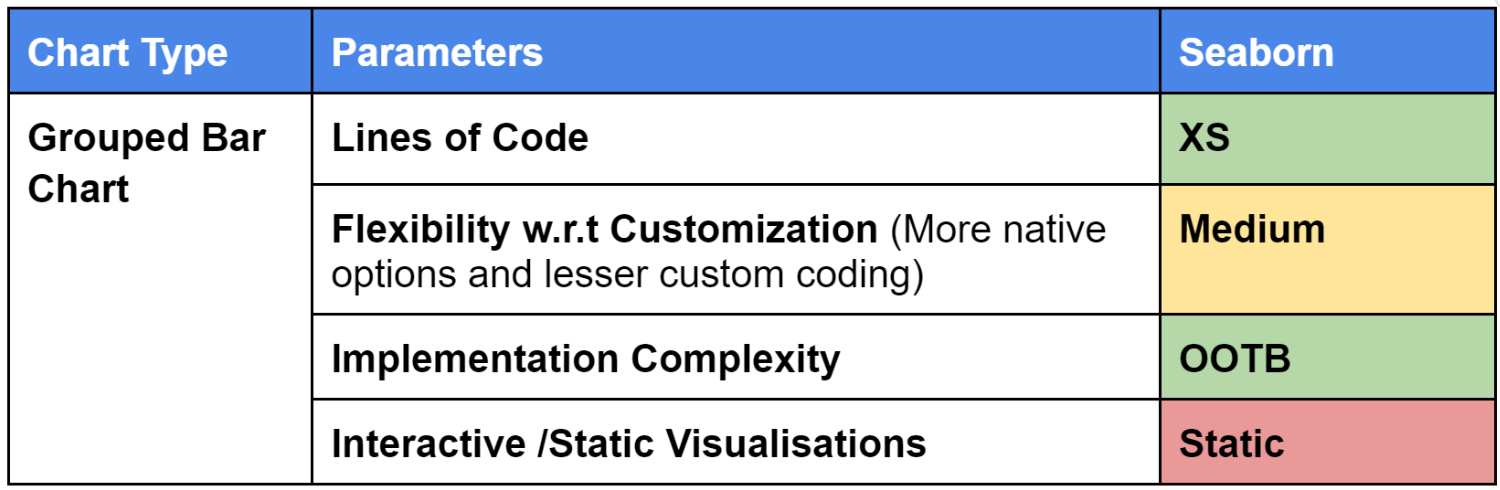 Chart Type Parameters Seaborn
Grouped Bar
Chart
Lines of Code XS
Flexibility w.r.t Customization (More native
options and lesser custom coding)
Medium
Implementation Complexity OOTB
Interactive /Static Visualisations Static